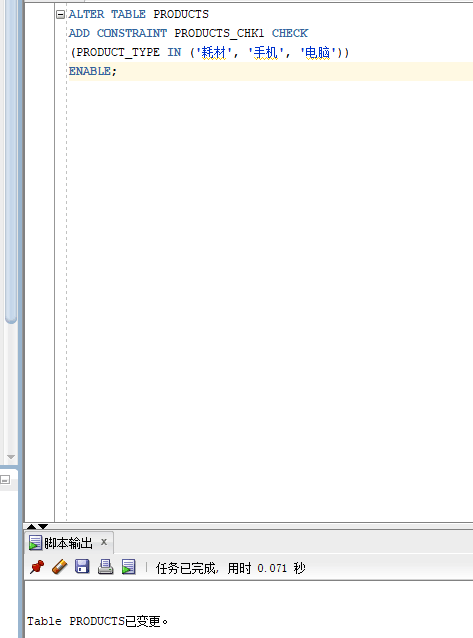 ALTER TABLE PRODUCTS
ADD CONSTRAINT PRODUCTS_CHK1 CHECK
(PRODUCT_TYPE IN ('耗材', '手机', '电脑'))
ENABLE;
脚本输出 x
任务已完成, 用时 0.071 秒
Table PRODUCTS已变更。